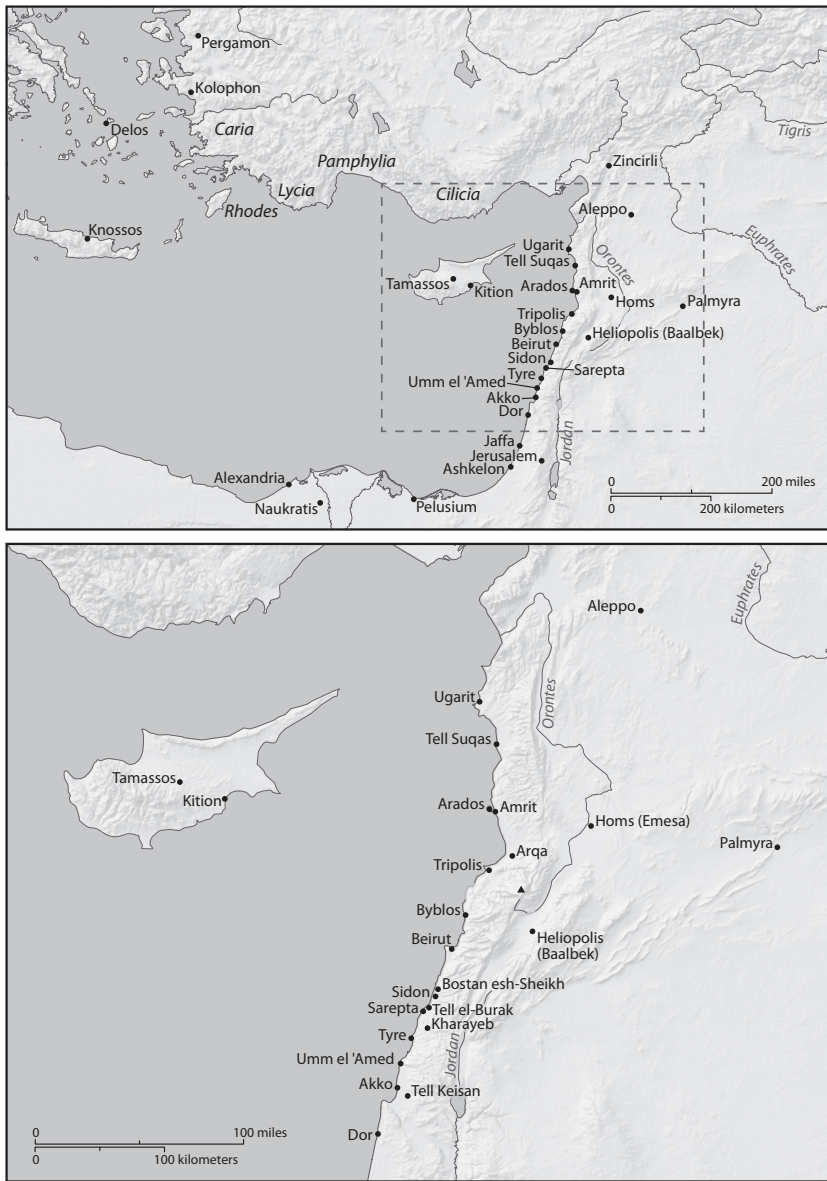 Pergamon
Kolophon
Delos
Caria
Tigris
Pamphylia
Zincirli
Lycia
Cilicia
Rhodes
Aleppo
Knossos
Euphrates
Ugarit
Orontes
Tell Suqas
Tamassos
Kition
Arados
Amrit
Homs
Palmyra
Tripolis
Byblos
Heliopolis (Baalbek)
Beirut
Sidon
Sarepta
Tyre
Umm el 'Amed
Akko
Dor
Jaffa
Jordan
Jerusalem
Ashkelon
Alexandria
Naukratis
Pelusium
0 200 miles
0 200 kilometers
Euphrates
Aleppo
Ugarit
Orontes
Tell Suqas
Tamassos
Kition
Arados
Amrit
Homs (Emesa)
Palmyra
Arqa
Tripolis
Byblos
Beirut
Heliopolis
(Baalbek)
Bostan esh-Sheikh
Sidon
Sarepta
Tell el-Burak
Kharayeb
Tyre
Jordan
Umm el 'Amed
Akko
Tell Keisan
Dor
0 100 miles
0 100 kilometers